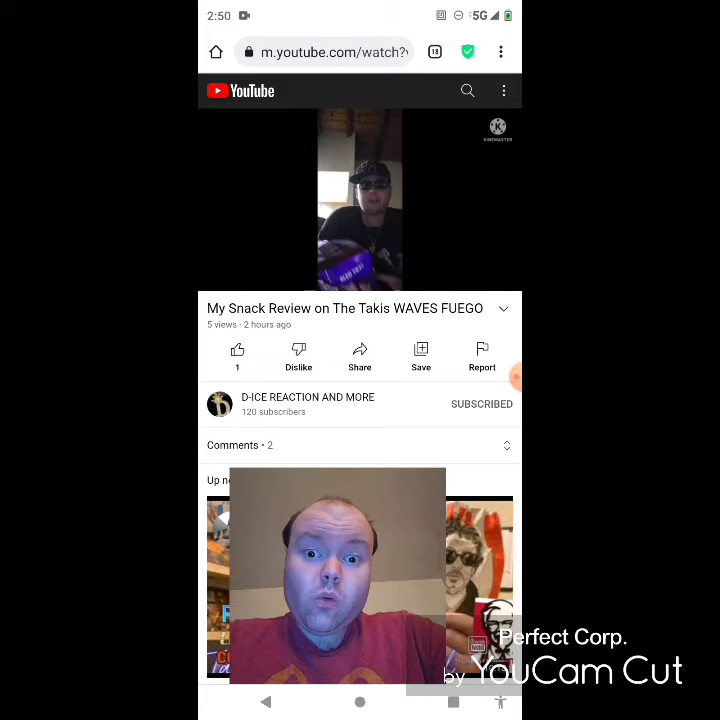 2:50
5G
m.youtube.com/watch?v
18
YouTube
KINEMASTER
My Snack Review on The Takis WAVES FUEGO
5 views · 2 hours ago
1
Dislike
Share
Save
Report
D
D-ICE REACTION AND MORE
120 subscribers
SUBSCRIBED
Comments • 2
Up
Perfect Corp.
by YouCam Cut